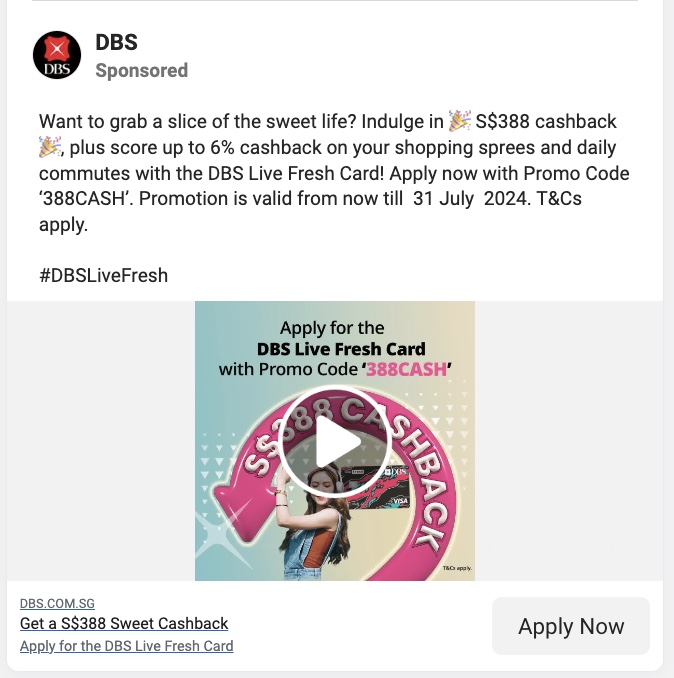 DBS
DBS
Sponsored
Want to grab a slice of the sweet life? Indulge in 🎉 S$388 cashback
🎉, plus score up to 6% cashback on your shopping sprees and daily
commutes with the DBS Live Fresh Card! Apply now with Promo Code
‘388CASH’. Promotion is valid from now till  31 July  2024. T&Cs
apply.
#DBSLiveFresh
Apply for the
DBS Live Fresh Card
with Promo Code ‘388CASH’
S$388 CASHBACK
DBS
VISA
T&Cs apply.
DBS.COM.SG
Get a S$388 Sweet Cashback
Apply for the DBS Live Fresh Card
Apply Now